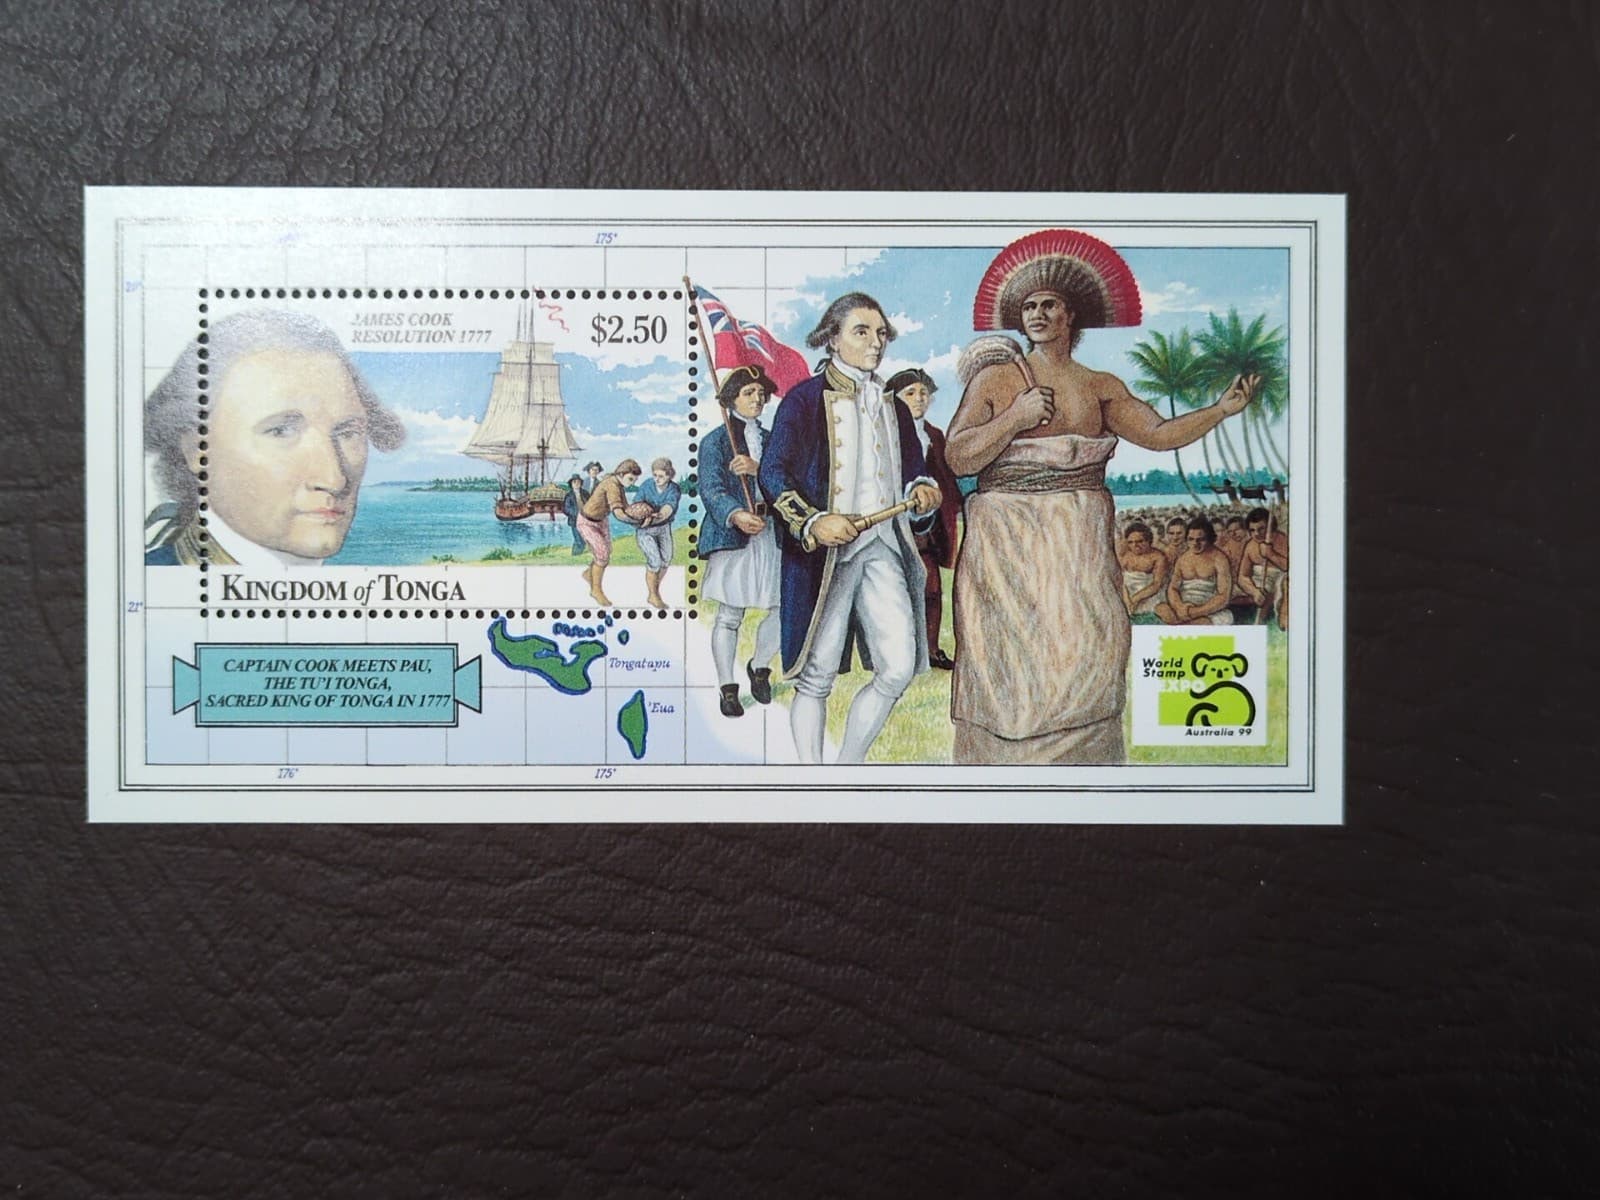 175°
20°
JAMES COOK
RESOLUTION 1777
$2.50
KINGDOM of TONGA
21°
CAPTAIN COOK MEETS PAU,
THE TU'I TONGA,
SACRED KING OF TONGA IN 1777
Tongatapu
'Eua
176°
175°
World
Stamp
EXPO
Australia 99